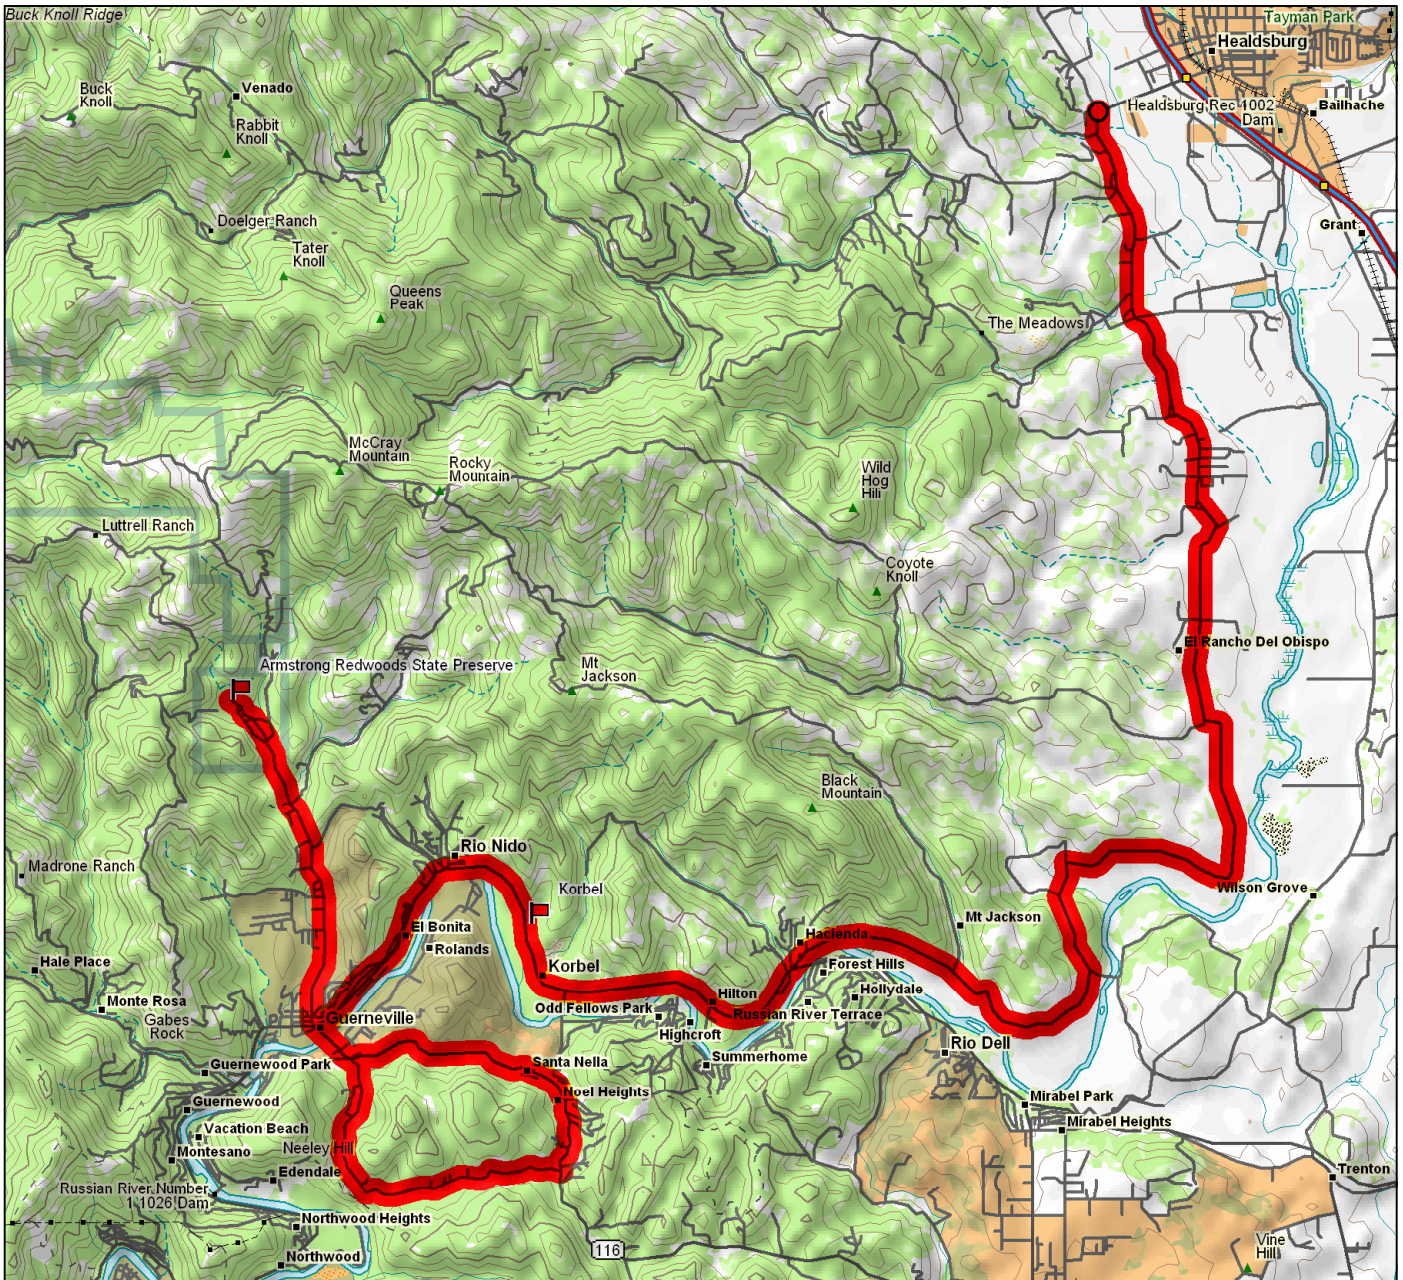 Buck Knoll Ridge
Tayman Park
Healdsburg
Buck
Knoll
Venado
Healdsburg Rec 1002
Dam
Bailhache
Rabbit
Knoll
Doelger Ranch
Grant
Tater
Knoll
Queens
Peak
The Meadows
McCray
Mountain
Rocky
Mountain
Wild
Hog
Hill
Luttrell Ranch
Coyote
Knoll
El Rancho Del Obispo
Armstrong Redwoods State Preserve
Mt
Jackson
Black
Mountain
Rio Nido
Madrone Ranch
Korbel
Wilson Grove
Mt Jackson
El Bonita
Hacienda
Rolands
Hale Place
Korbel
Forest Hills
Monte Rosa
Hilton
Hollydale
Odd Fellows Park
Russian River Terrace
Gabes
Rock
Guerneville
Highcroft
Rio Dell
Summerhome
Santa Nella
Guernewood Park
Noel Heights
Mirabel Park
Guernewood
Mirabel Heights
Vacation Beach
Neeley Hill
Montesano
Edendale
Trenton
Russian River Number
1 1026 Dam
Northwood Heights
Vine
Hill
116
Northwood